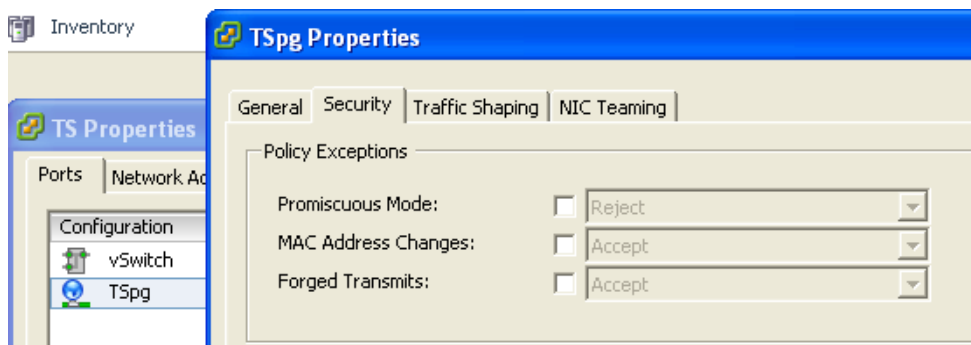 Inventory
TSpg Properties
General Security Traffic Shaping NIC Teaming
TS Properties
Policy Exceptions
Ports Network Ac
Promiscuous Mode: Reject
Configuration
MAC Address Changes: Accept
vSwitch
Forged Transmits: Accept
TSpg